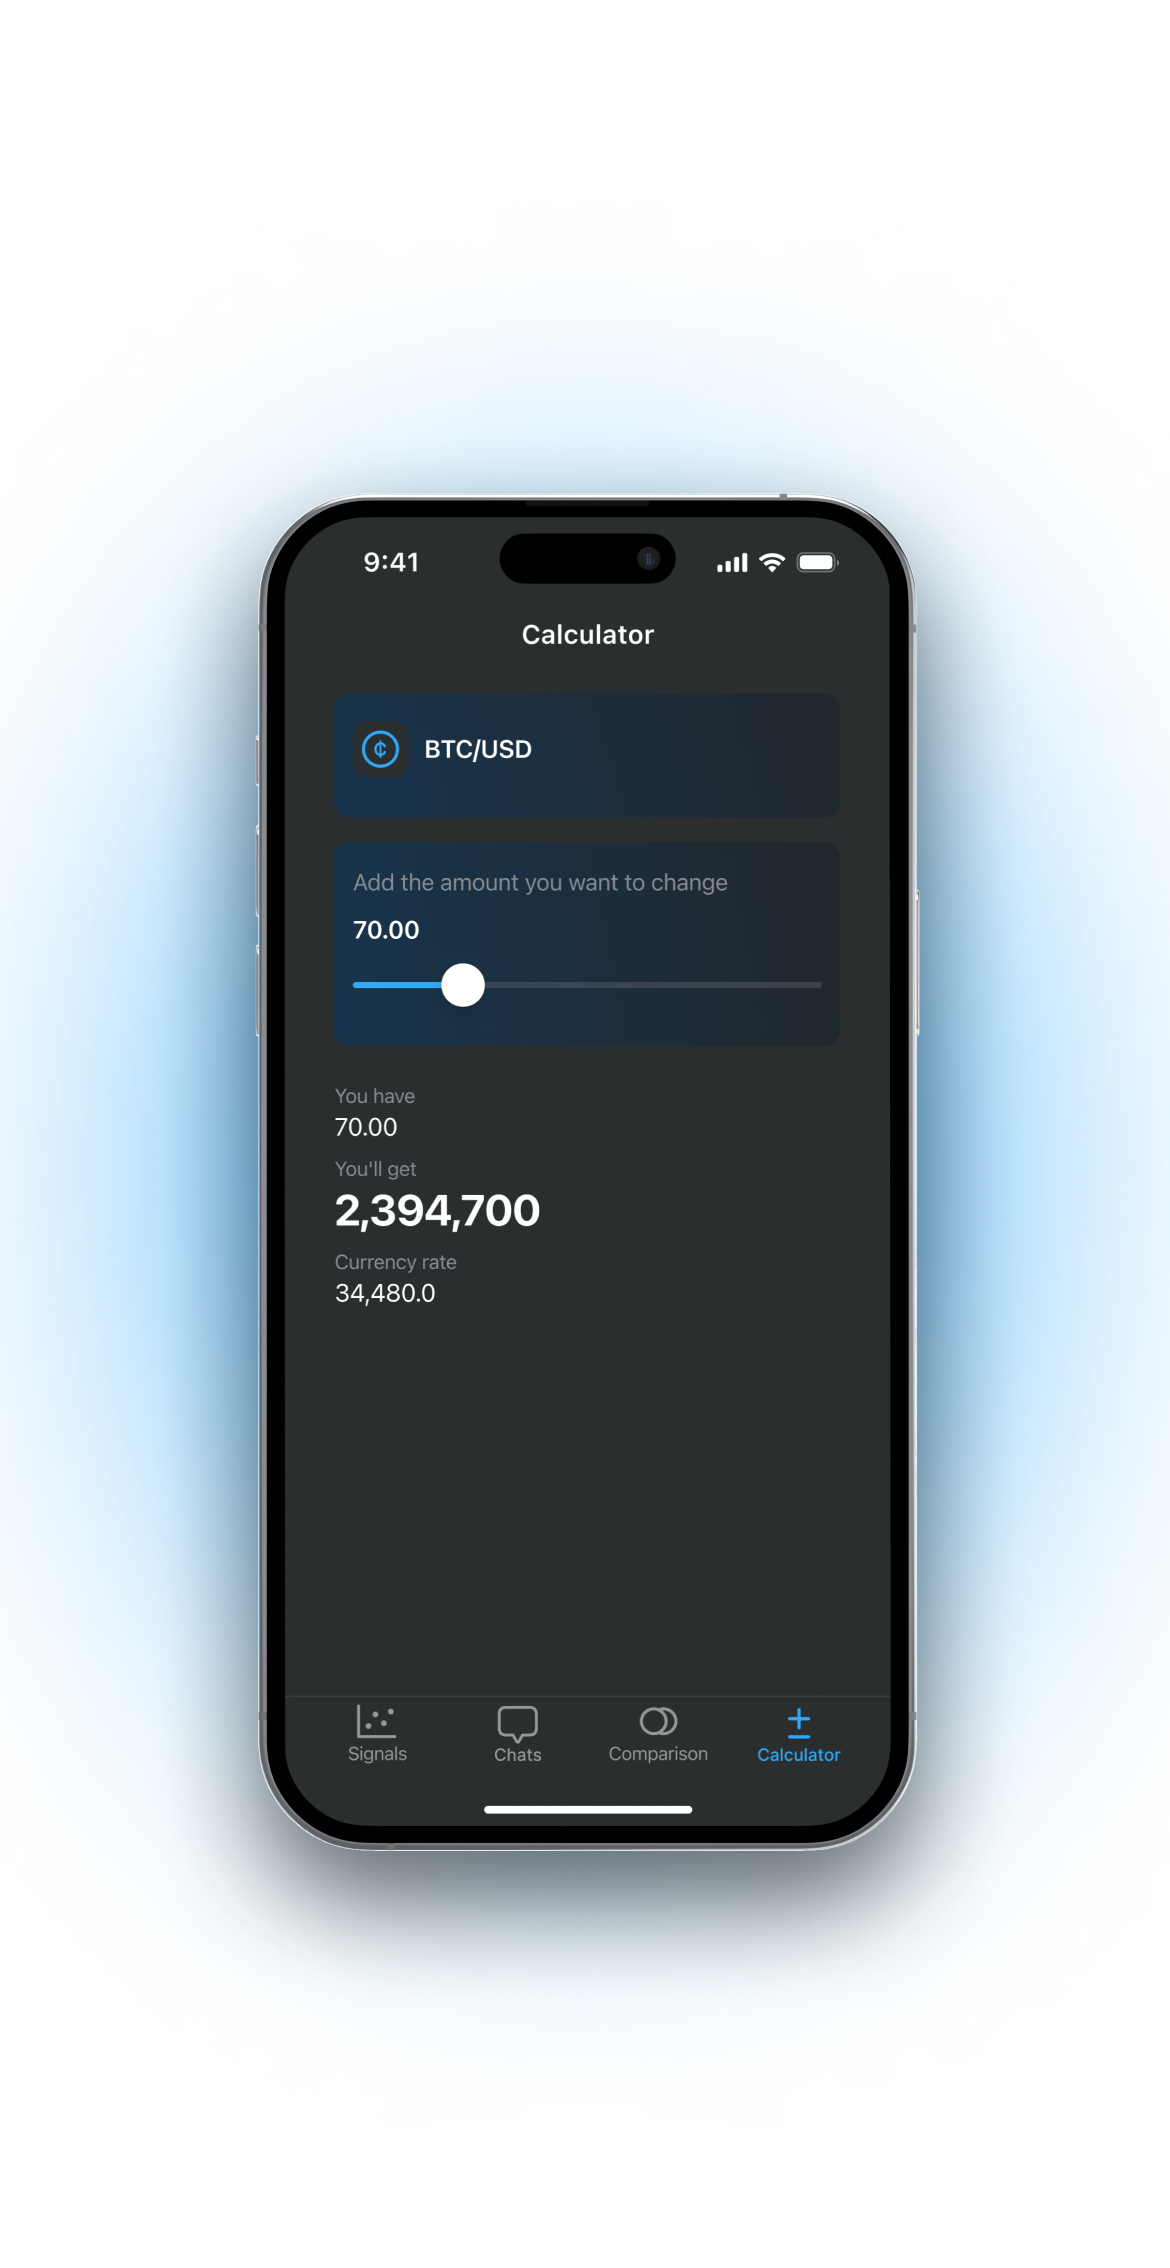 9:41
Calculator
BTC/USD
Add the amount you want to change
70.00
You have
70.00
You'll get
2,394,700
Currency rate
34,480.0
Signals
Chats
Comparison
Calculator